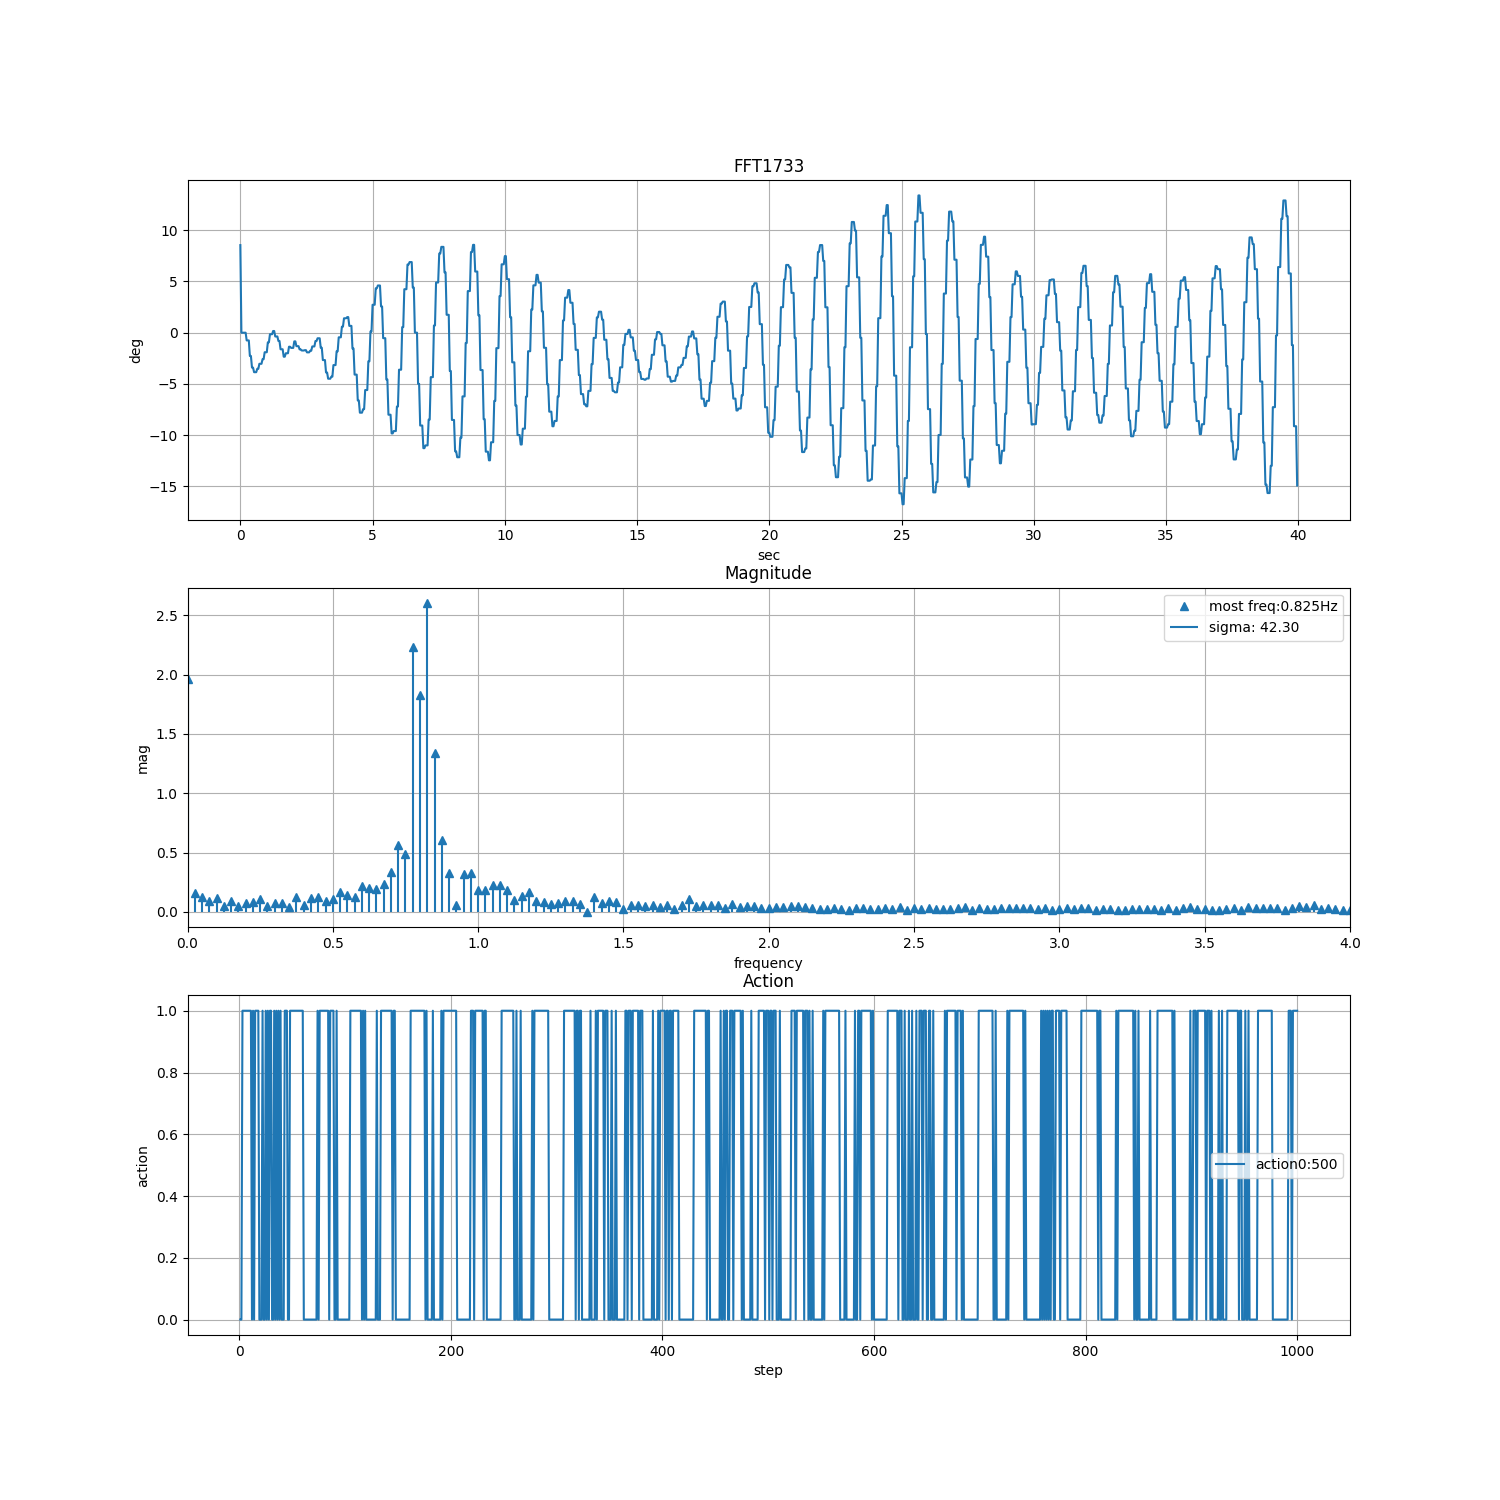 FFT1733
10
5
0
−5
−10
−15
deg
0 5 10 15 20 25 30 35 40
sec
Magnitude
most freq:0.825Hz
sigma: 42.30
2.5
2.0
1.5
1.0
0.5
0.0
mag
0.0 0.5 1.0 1.5 2.0 2.5 3.0 3.5 4.0
frequency
Action
1.0
0.8
0.6
0.4
0.2
0.0
action
action0:500
0 200 400 600 800 1000
step